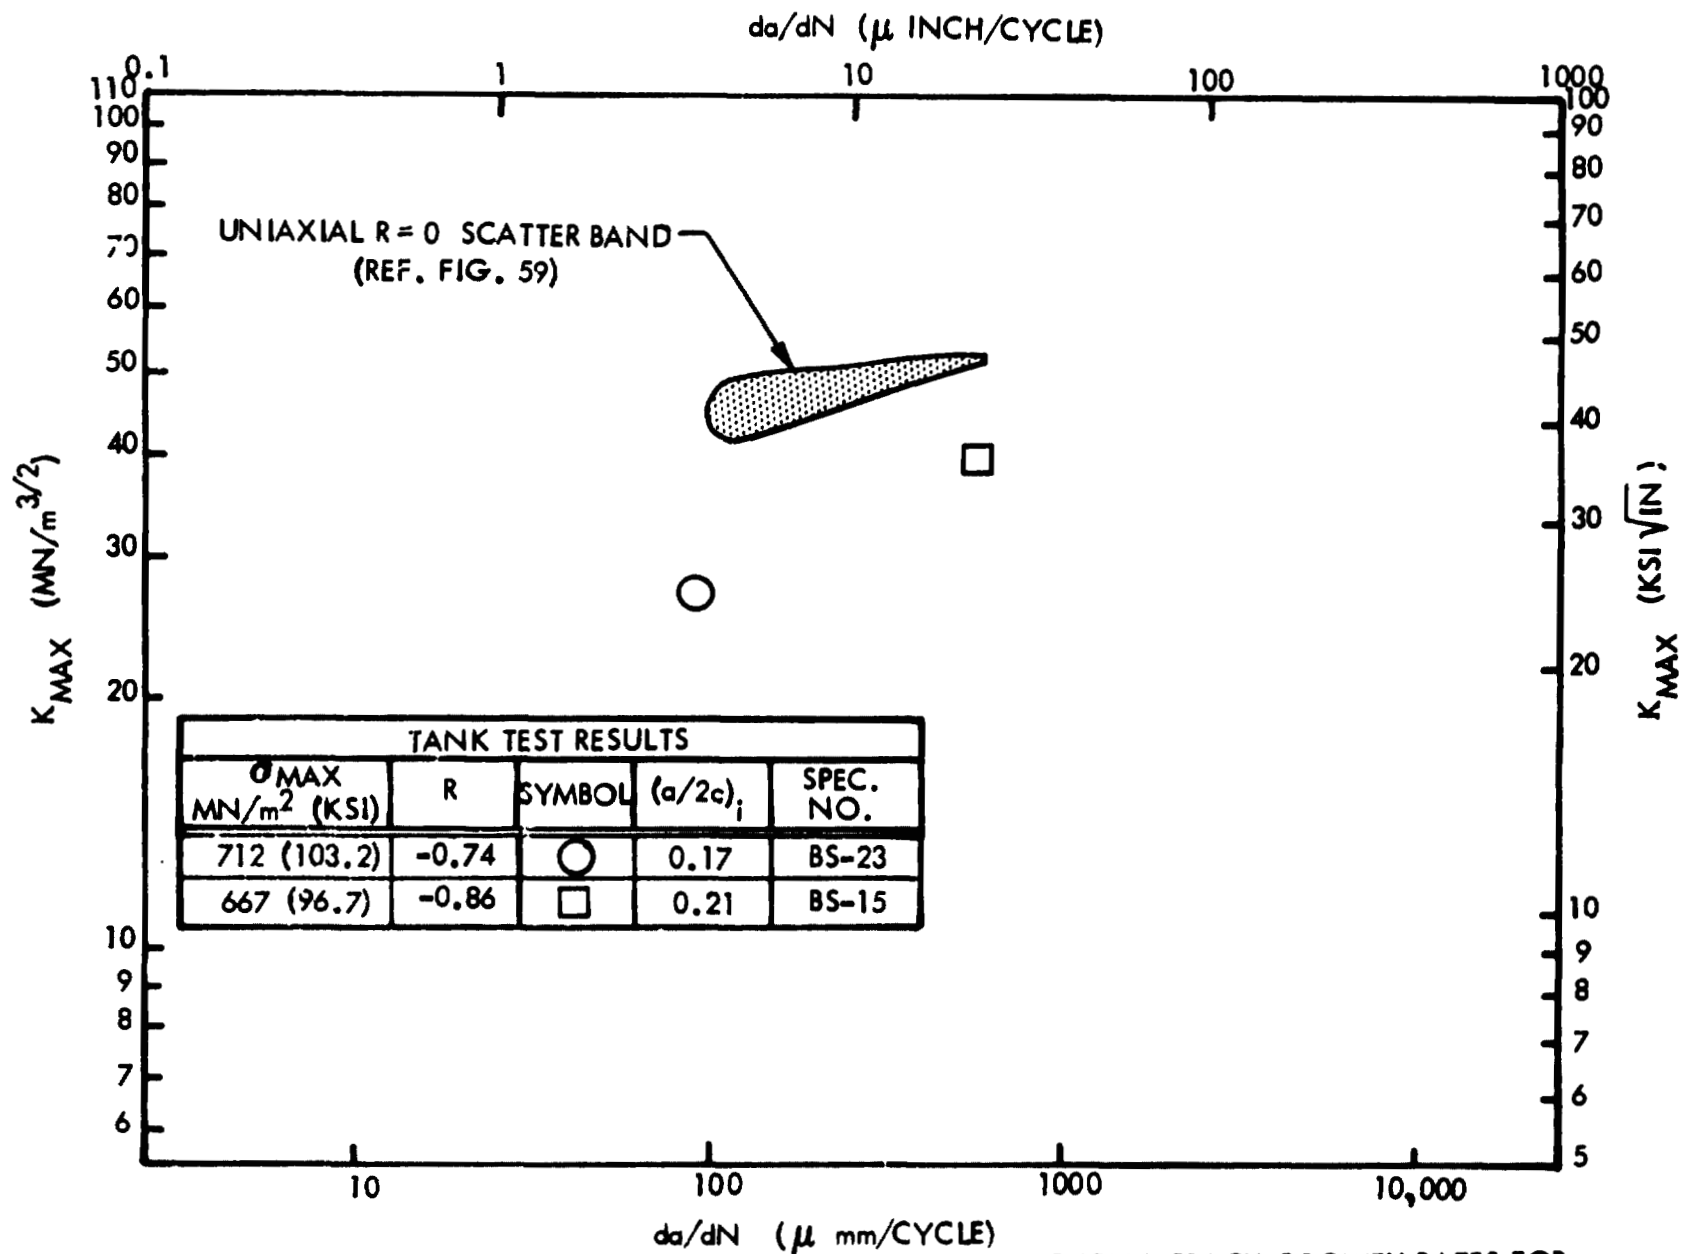 da/dN (μ INCH/CYCLE)
0.1 1 10 100 1000
110
100
90
80
70
60
50
40
30
20
10
9
8
7
6
K MAX (MN/m^3/2)
100
90
80
70
60
50
40
30
20
10
9
8
7
6
5
K MAX (KSI √IN)
UNIAXIAL R = 0 SCATTER BAND
(REF. FIG. 59)
TANK TEST RESULTS
σMAX MN/m² (KSI) R SYMBOL (a/2c)i SPEC. NO.
712 (103.2) -0.74 0.17 BS-23
667 (96.7) -0.86 0.21 BS-15
10 100 1000 10,000
da/dN (μ mm/CYCLE)